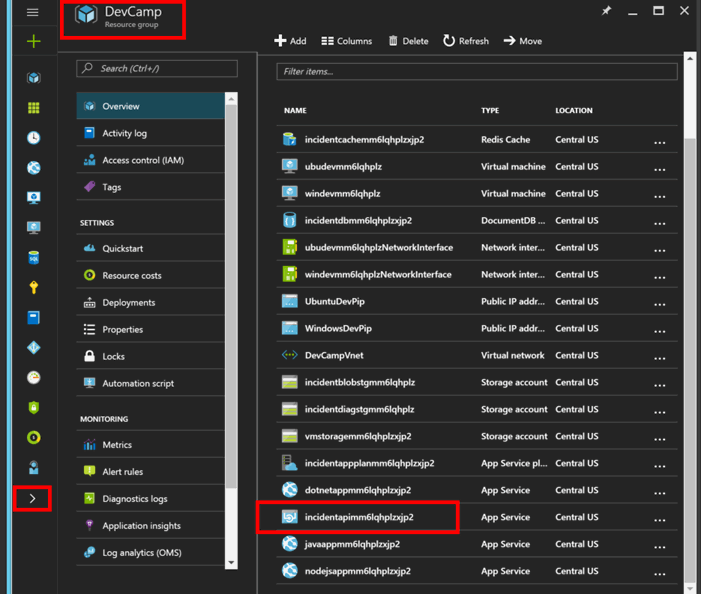 DevCamp
Resource group
Add Columns Delete Refresh Move
Search (Ctrl+/)
Overview
Activity log
Access control (IAM)
Tags
SETTINGS
Quickstart
Resource costs
Deployments
Properties
Locks
Automation script
MONITORING
Metrics
Alert rules
Diagnostics logs
Application insights
Log analytics (OMS)
Filter items...
NAME TYPE LOCATION
incidentcachemm6lqhplzxjp2 Redis Cache Central US ...
ubudevmm6lqhplz Virtual machine Central US ...
windevmm6lqhplz Virtual machine Central US ...
incidentdbmm6lqhplzxjp2 DocumentDB ... Central US ...
ubudevmm6lqhplzNetworkInterface Network inter... Central US ...
windevmm6lqhplzNetworkInterface Network inter... Central US ...
UbuntuDevPip Public IP addr... Central US ...
WindowsDevPip Public IP addr... Central US ...
DevCampVnet Virtual network Central US ...
incidentblobstgmm6lqhplz Storage account Central US ...
incidentdiagstgmm6lqhplz Storage account Central US ...
vmstoragemm6lqhplzxjp2 Storage account Central US ...
incidentappplanmm6lqhplzxjp2 App Service pl... Central US ...
dotnetappmm6lqhplzxjp2 App Service Central US ...
incidentapimm6lqhplzxjp2 App Service Central US ...
javaappmm6lqhplzxjp2 App Service Central US ...
nodejsappmm6lqhplzxjp2 App Service Central US ...
SQL